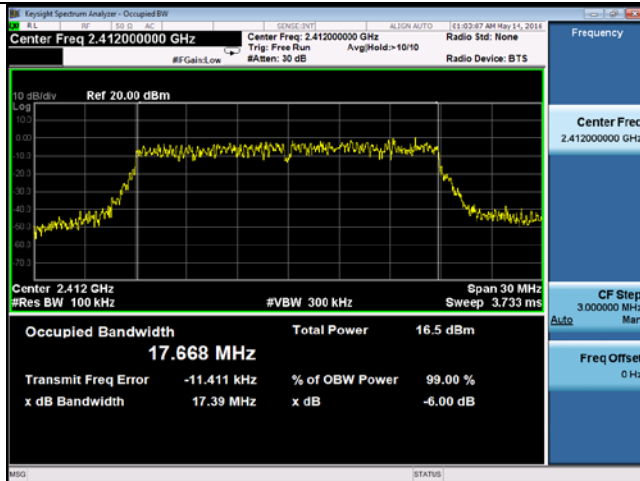 Keysight Spectrum Analyzer - Occupied BW
RL RF 50 Ω AC SENSE:INT ALIGN AUTO 01:03:07 AM May 14, 2016
Center Freq 2.412000000 GHz Center Freq: 2.412000000 GHz Radio Std: None Frequency
Trig: Free Run Avg|Hold:>10/10
#IFGain:Low #Atten: 30 dB Radio Device: BTS
10 dB/div Ref 20.00 dBm
Log
10.0
0.00
-10.0
-20.0
-30.0
-40.0
-50.0
-60.0
-70.0
Center Freq
2.412000000 GHz
Center 2.412 GHz Span 30 MHz
#Res BW 100 kHz #VBW 300 kHz Sweep 3.733 ms
CF Step
3.000000 MHz
Auto Man
Occupied Bandwidth Total Power 16.5 dBm
17.668 MHz
Freq Offset
0 Hz
Transmit Freq Error -11.411 kHz % of OBW Power 99.00 %
x dB Bandwidth 17.39 MHz x dB -6.00 dB
MSG STATUS